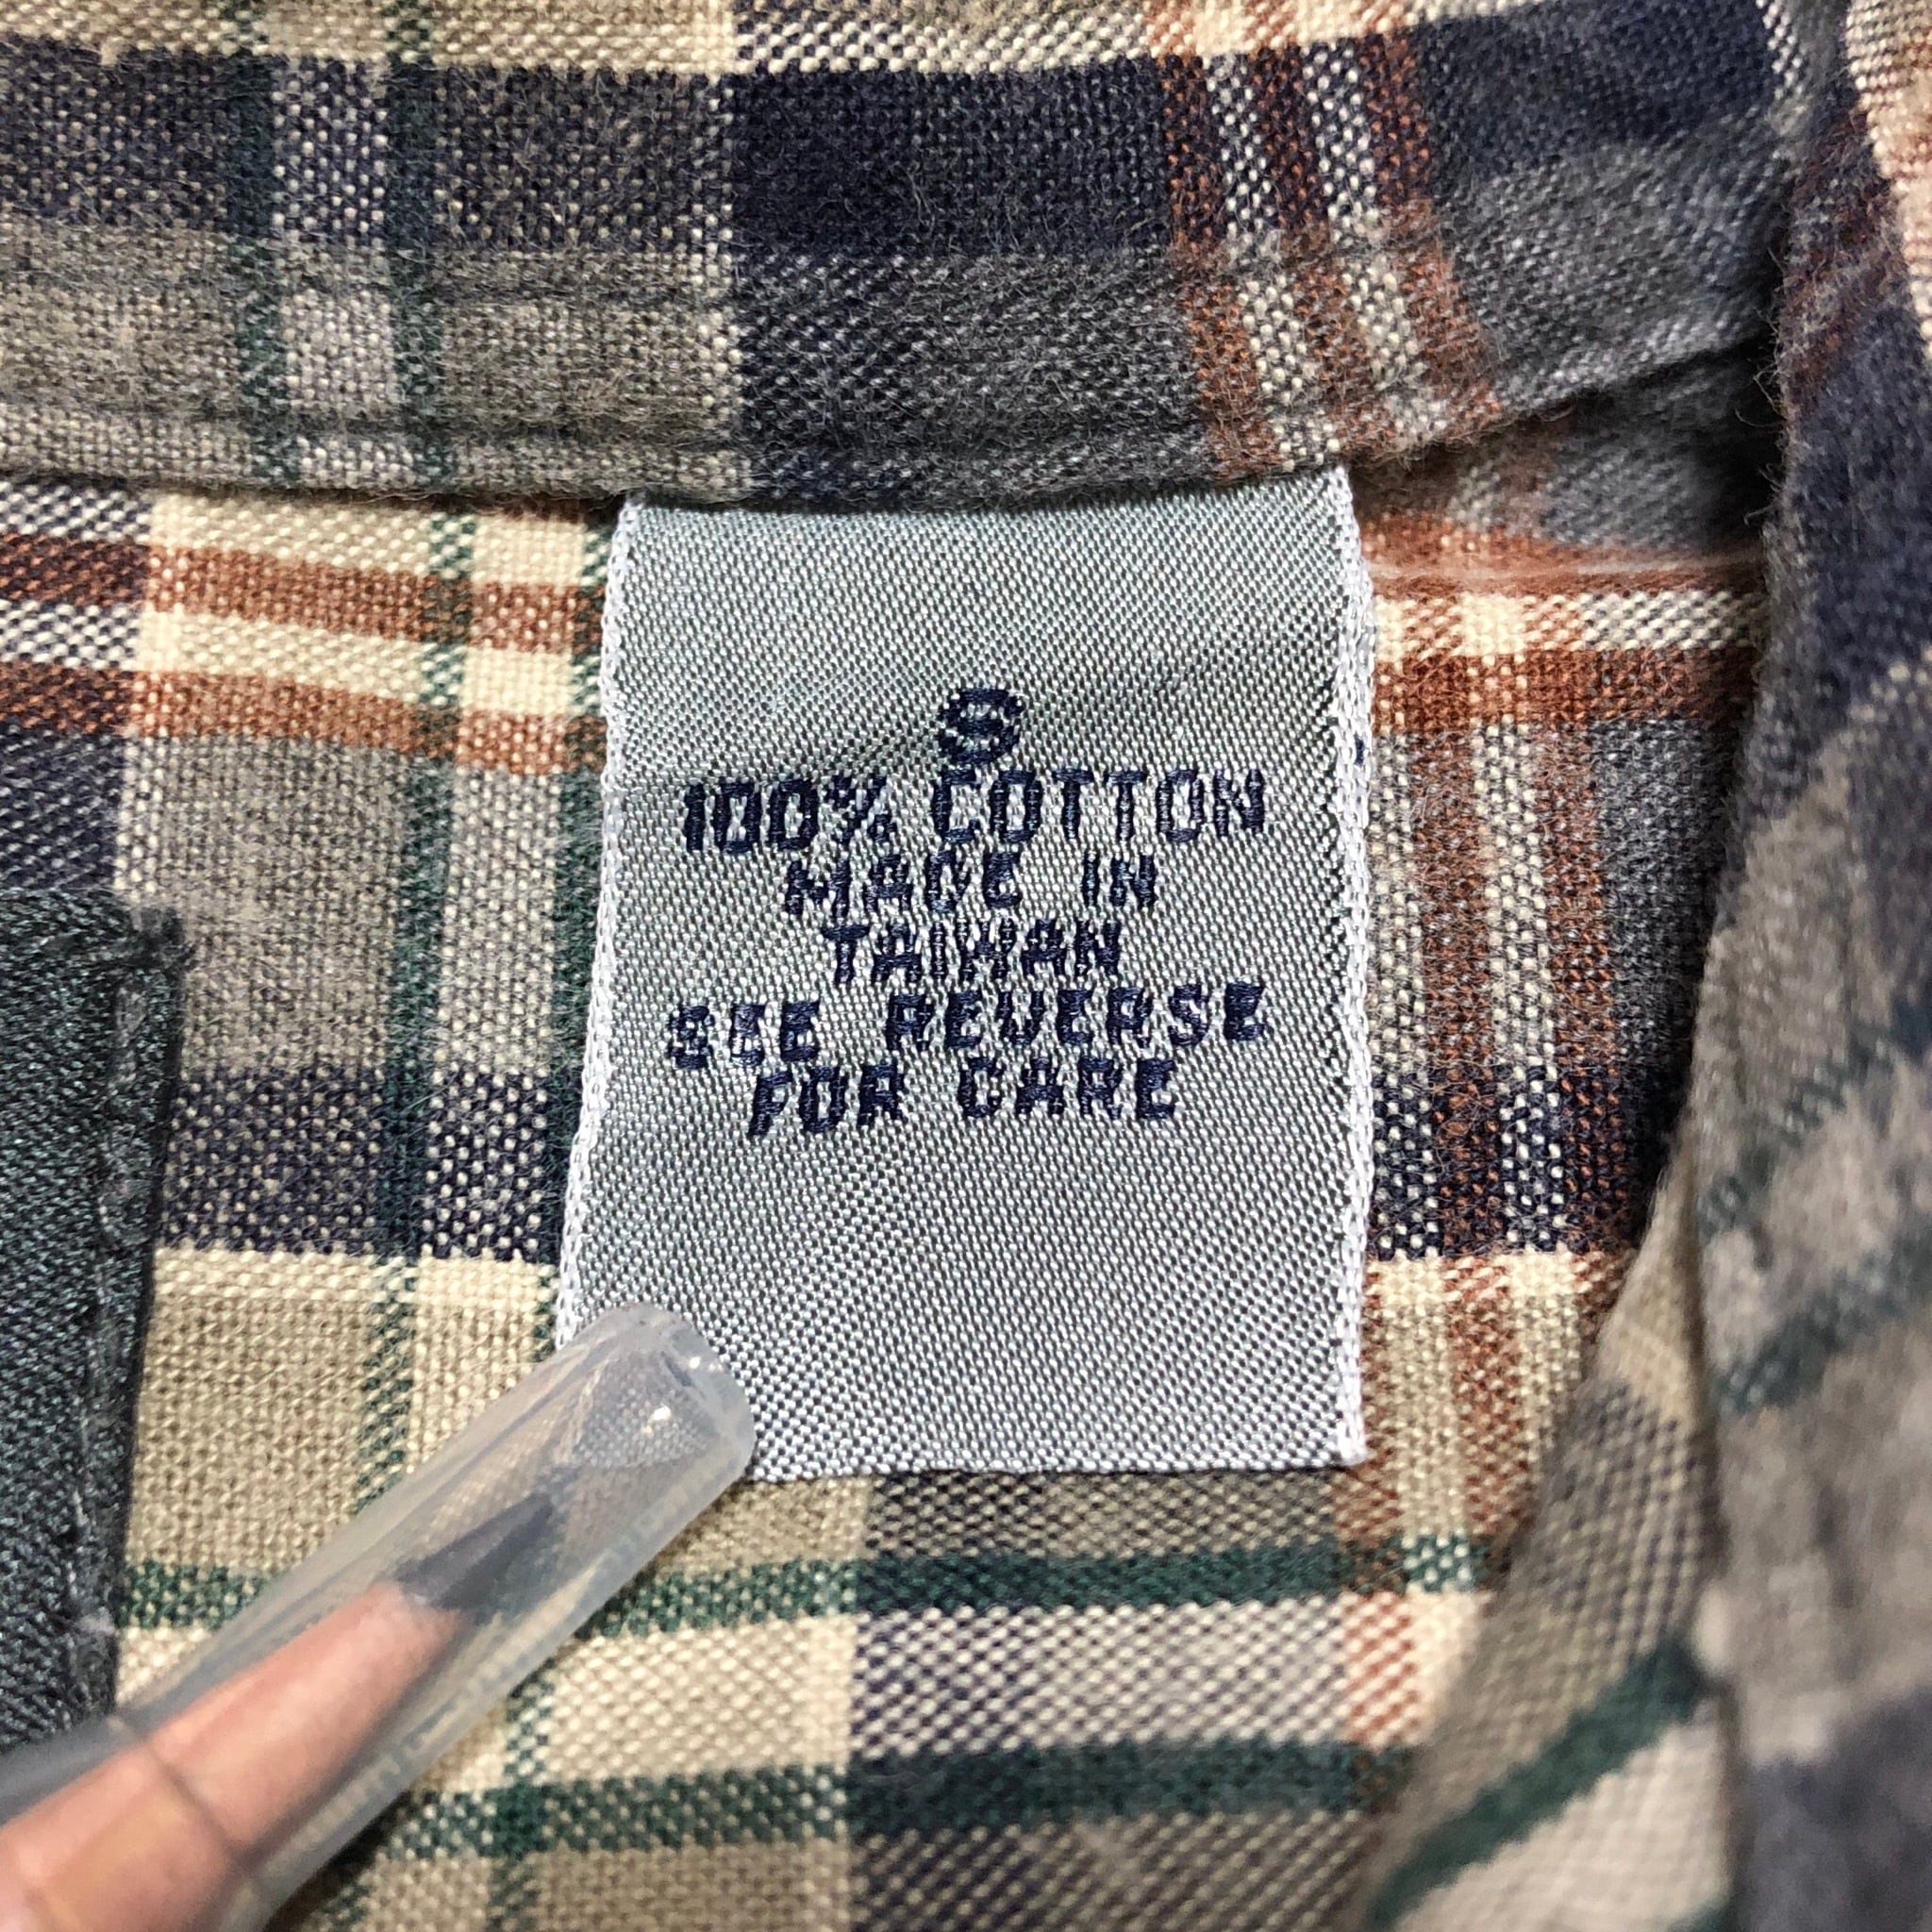 S
100% COTTON
MADE IN
TAIWAN
SEE REVERSE
FOR CARE